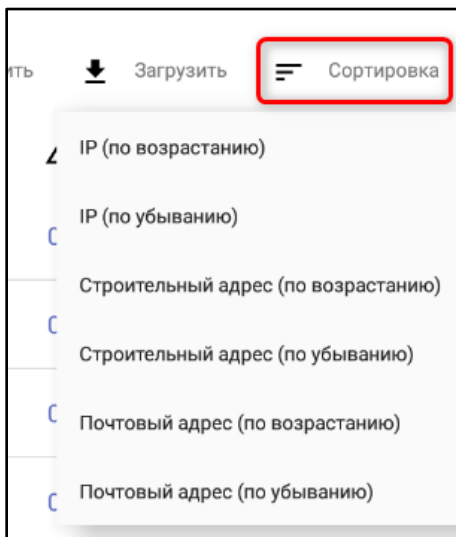 ить Загрузить Сортировка
IP (по возрастанию)
IP (по убыванию)
Строительный адрес (по возрастанию)
Строительный адрес (по убыванию)
Почтовый адрес (по возрастанию)
Почтовый адрес (по убыванию)